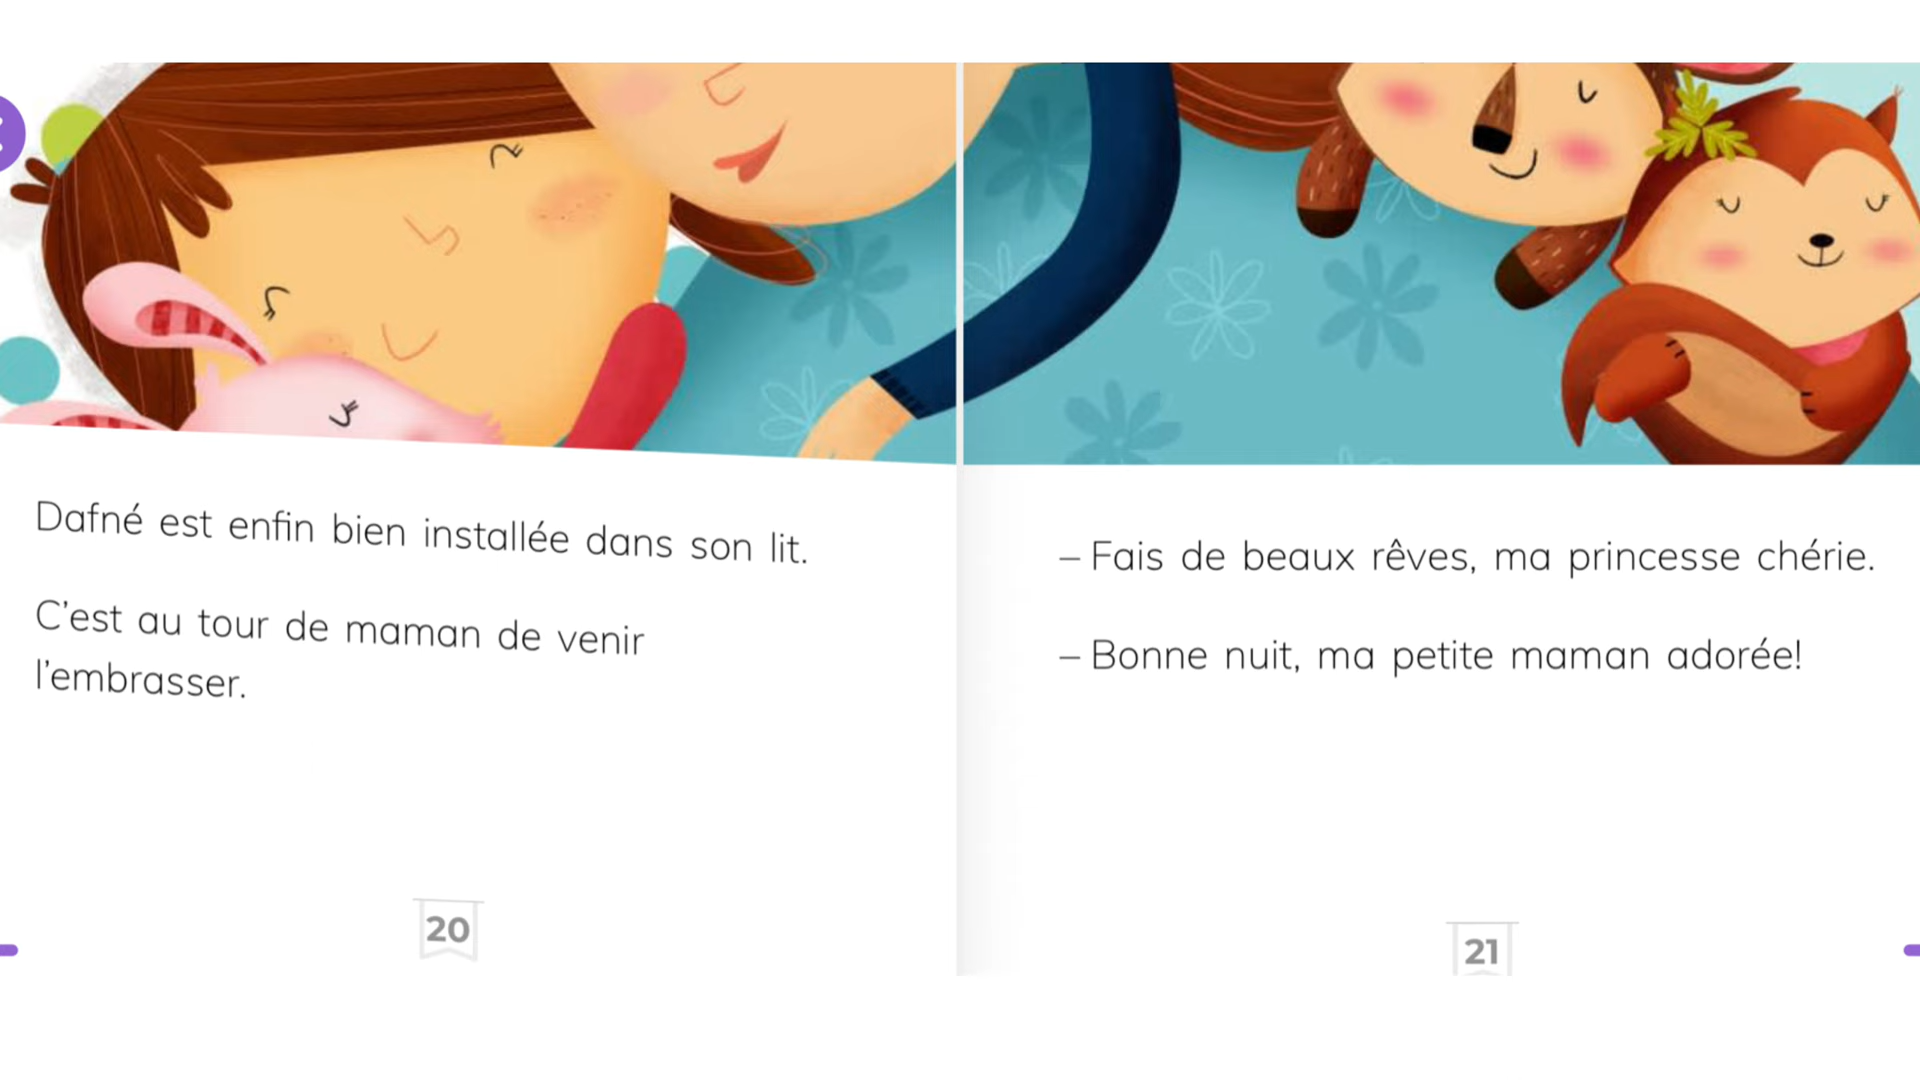 Dafné est enfin bien installée dans son lit.
C'est au tour de maman de venir
l'embrasser.
20
– Fais de beaux rêves, ma princesse chérie.
– Bonne nuit, ma petite maman adorée!
21